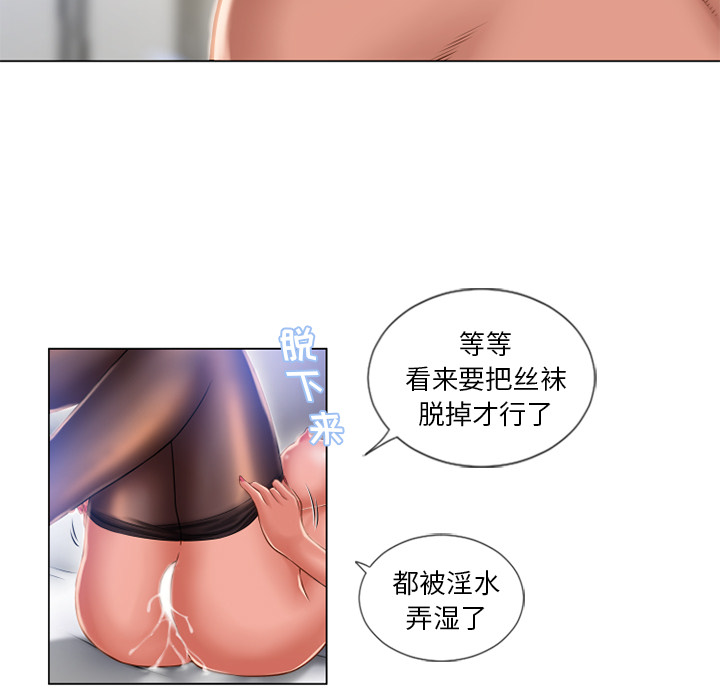 脱下来
等等
看来要把丝袜
脱掉才行了
都被淫水
弄湿了